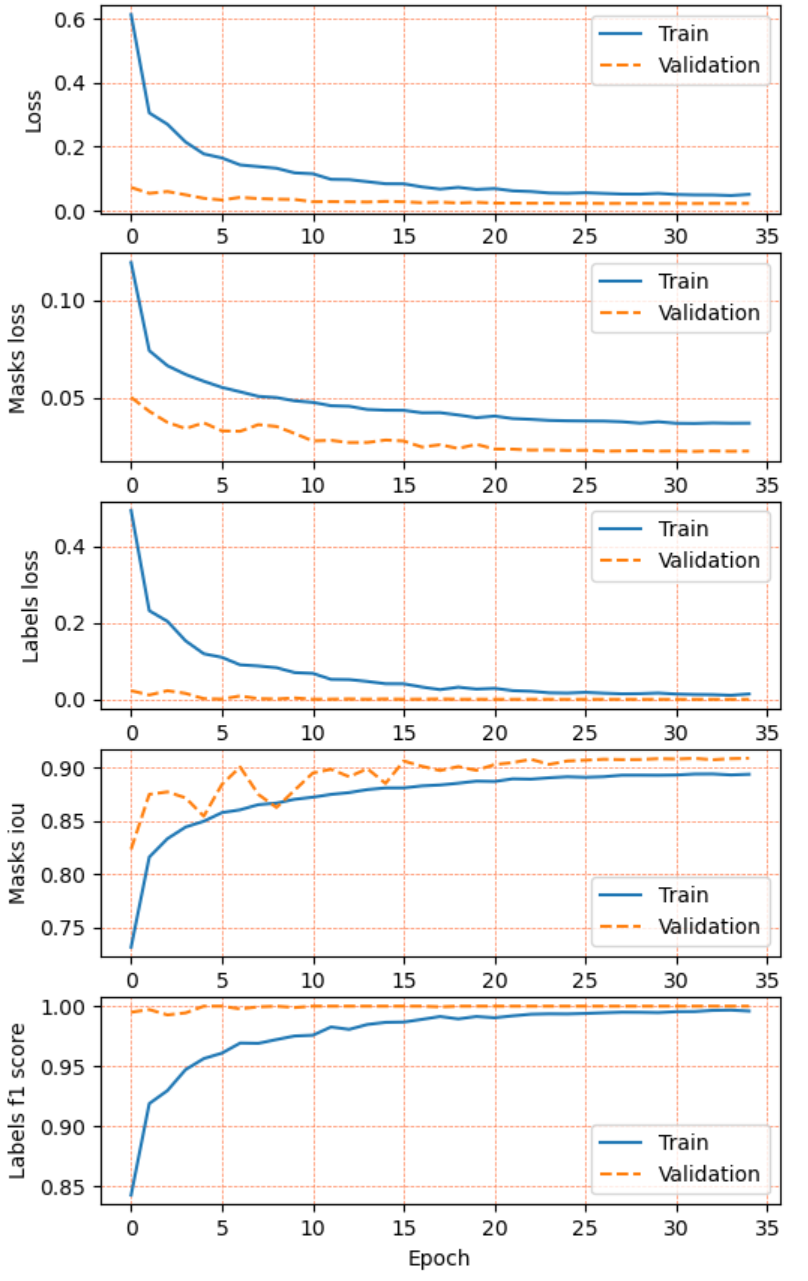 0.6
0.4
0.2
0.0
Loss
Train
Validation
0 5 10 15 20 25 30 35
0.10
0.05
Masks loss
Train
Validation
0 5 10 15 20 25 30 35
0.4
0.2
0.0
Labels loss
Train
Validation
0 5 10 15 20 25 30 35
0.90
0.85
0.80
0.75
Masks iou
Train
Validation
0 5 10 15 20 25 30 35
1.00
0.95
0.90
0.85
Labels f1 score
Train
Validation
0 5 10 15 20 25 30 35
Epoch